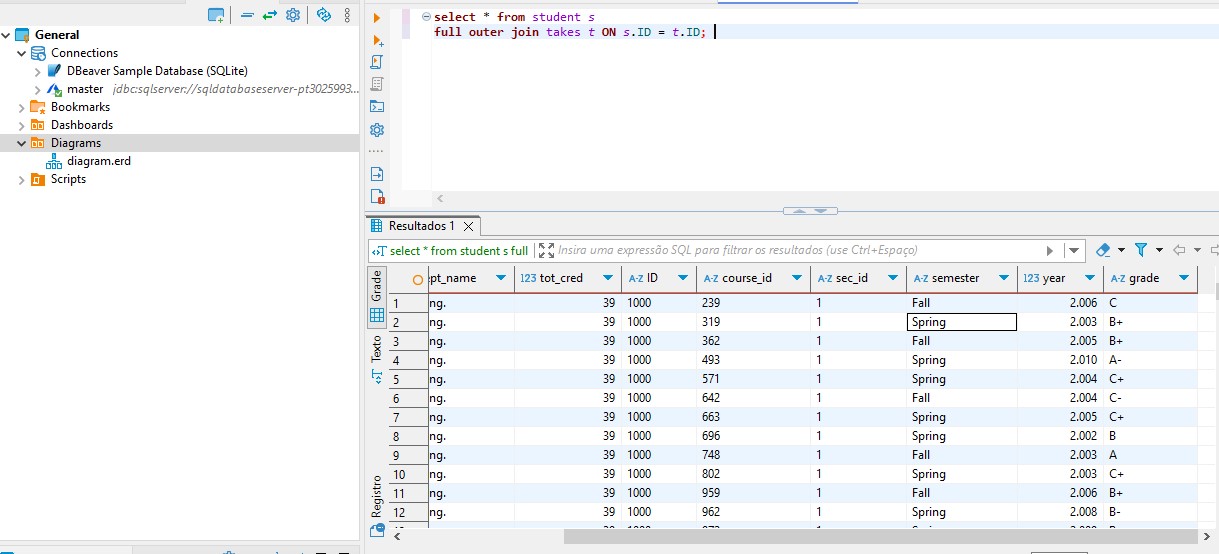 General
Connections
DBeaver Sample Database (SQLite)
master jdbc:sqlserver://sqldatabaseserver-pt3025993...
Bookmarks
Dashboards
Diagrams
diagram.erd
Scripts
select * from student s
full outer join takes t ON s.ID = t.ID;
Resultados 1
select * from student s full
Insira uma expressão SQL para filtrar os resultados (use Ctrl+Espaço)
Grade
Texto
Registro
pt_name 123 tot_cred A-Z ID A-Z course_id A-Z sec_id A-Z semester 123 year A-Z grade
1 ng. 39 1000 239 1 Fall 2.006 C
2 ng. 39 1000 319 1 Spring 2.003 B+
3 ng. 39 1000 362 1 Fall 2.005 B+
4 ng. 39 1000 493 1 Spring 2.010 A-
5 ng. 39 1000 571 1 Spring 2.004 C+
6 ng. 39 1000 642 1 Fall 2.004 C-
7 ng. 39 1000 663 1 Spring 2.005 C+
8 ng. 39 1000 696 1 Spring 2.002 B
9 ng. 39 1000 748 1 Fall 2.003 A
10 ng. 39 1000 802 1 Spring 2.003 C+
11 ng. 39 1000 959 1 Fall 2.006 B+
12 ng. 39 1000 962 1 Spring 2.008 B-